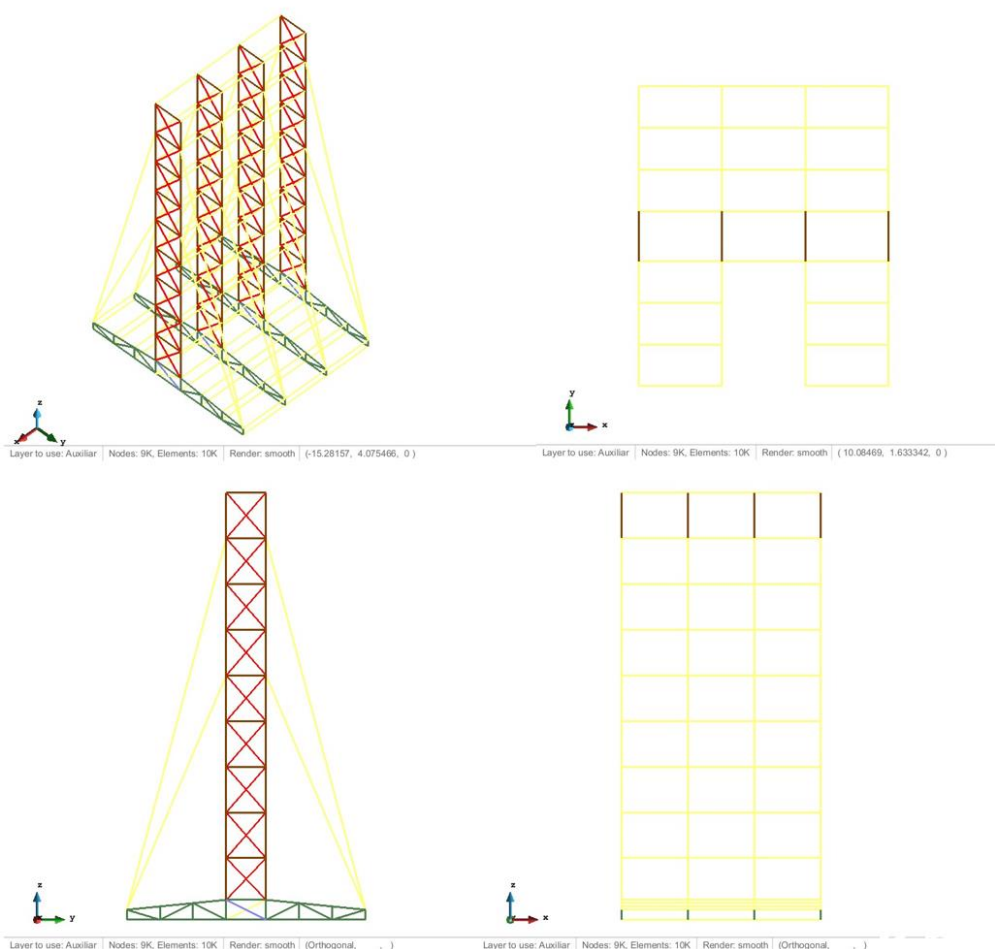 z
x y
Layer to use: Auxiliar Nodes: 9K, Elements: 10K Render: smooth (-15.28157, 4.075466, 0 )
y
x
Layer to use: Auxiliar Nodes: 9K, Elements: 10K Render: smooth ( 10.08469, 1.633342, 0 )
z
y
Layer to use: Auxiliar Nodes: 9K, Elements: 10K Render: smooth (Orthogonal, , )
z
x
Layer to use: Auxiliar Nodes: 9K, Elements: 10K Render: smooth (Orthogonal, , )